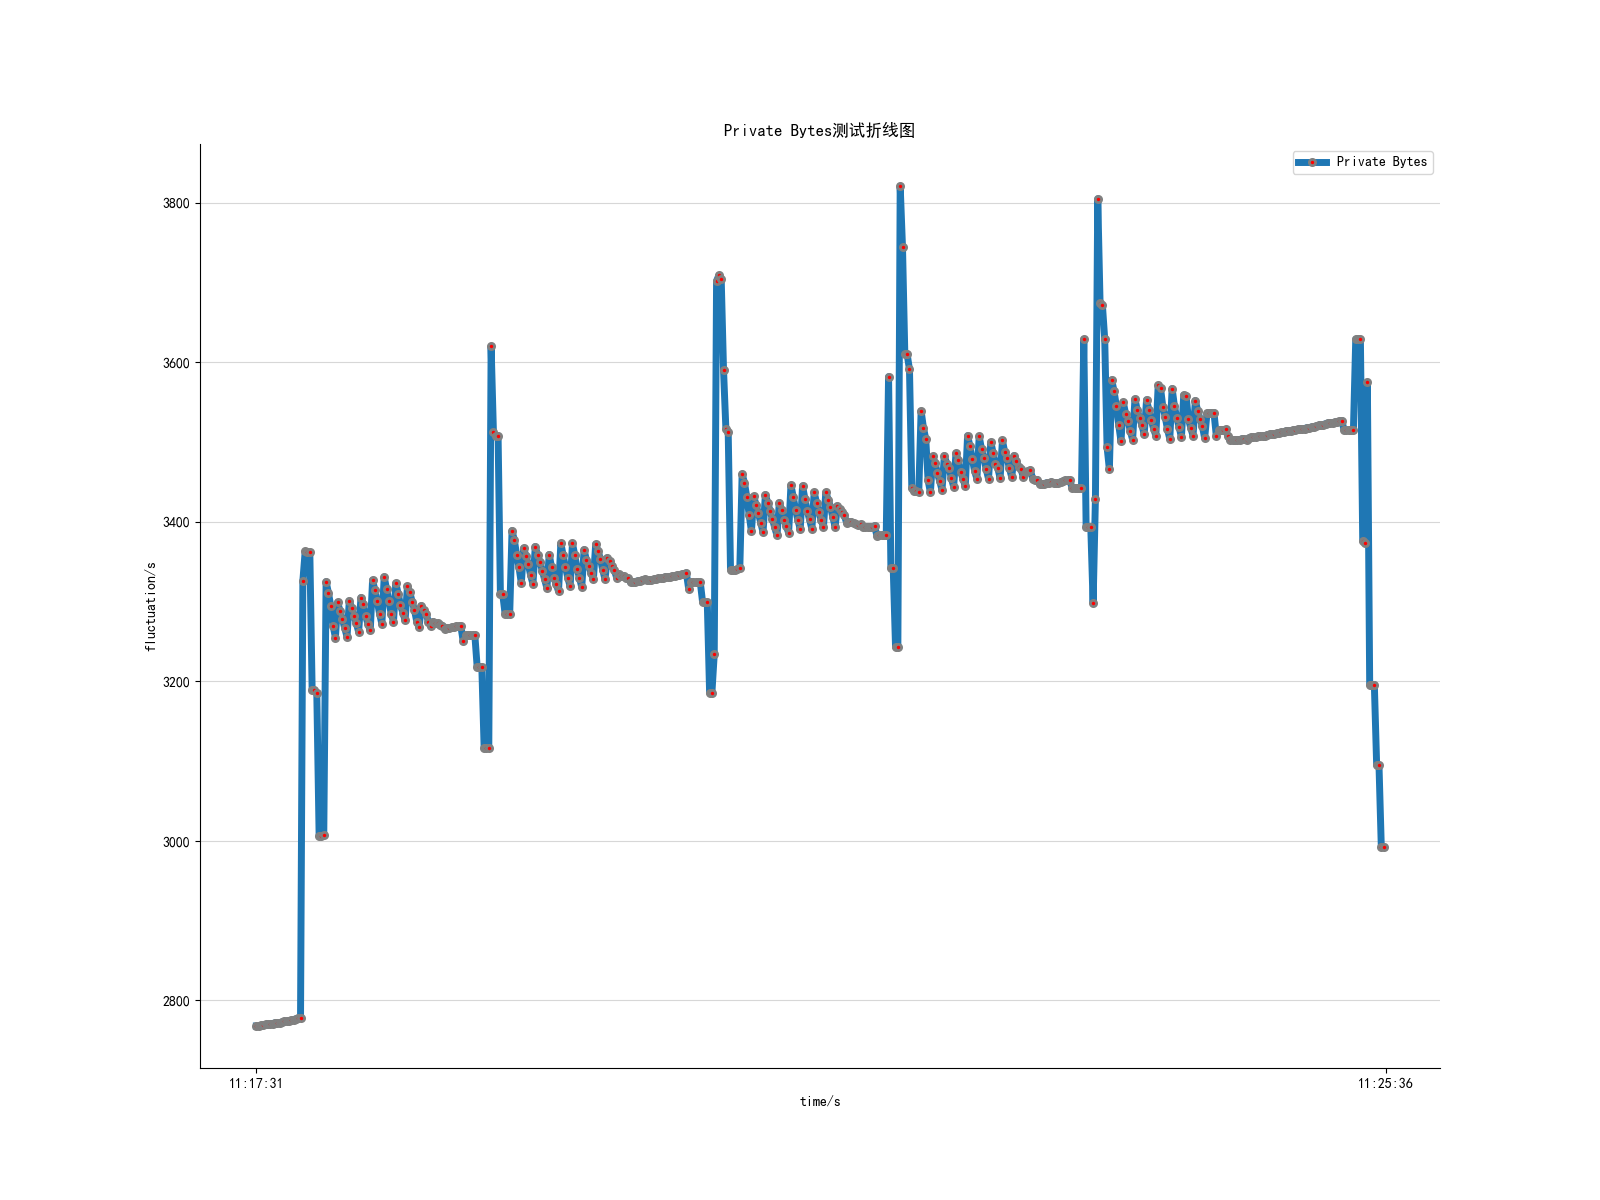 Private Bytes测试折线图
Private Bytes
3800
3600
3400
3200
3000
2800
fluctuation/s
11:17:31
11:25:36
time/s